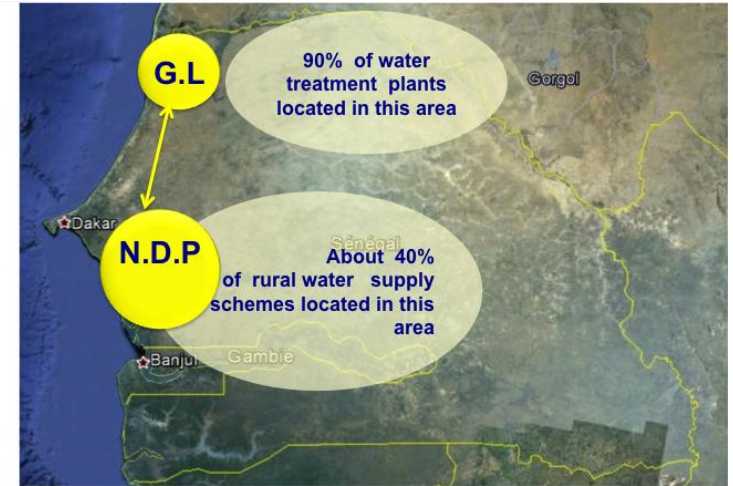 G.L
90% of water
treatment plants
located in this area
Gorgol
Dakar
N.D.P
Sénégal
About 40%
of rural water supply
schemes located in this
area
Banjul
Gambie